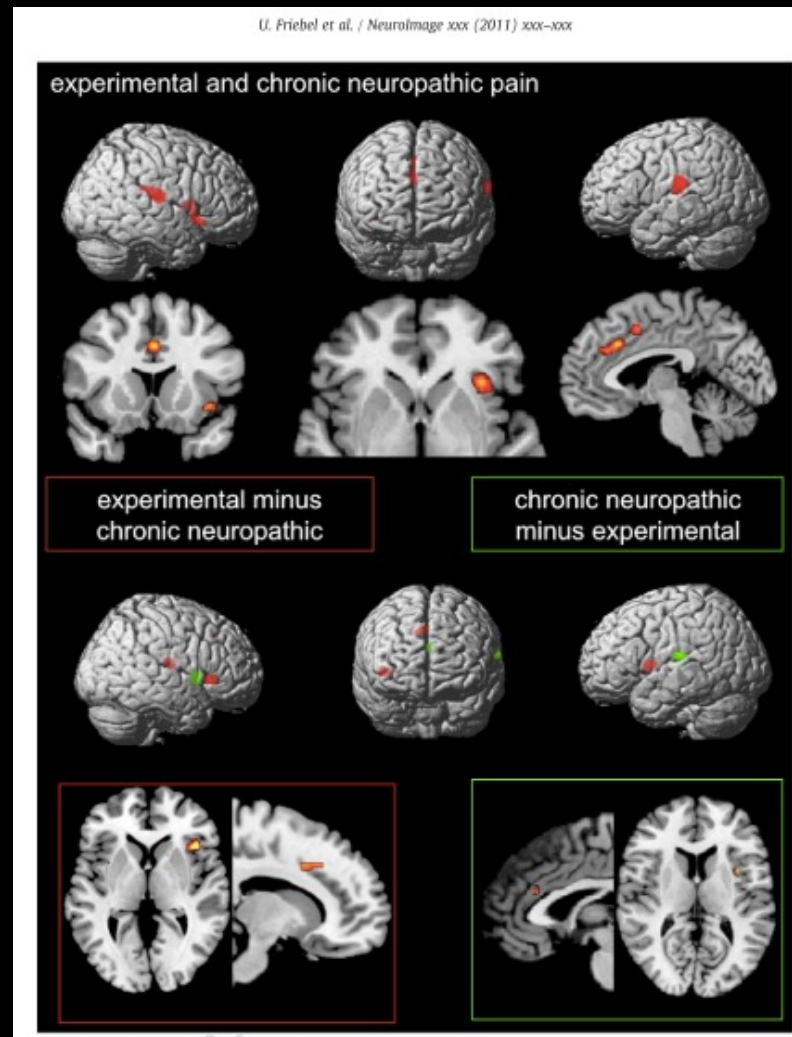 U. Friebel et al. / NeuroImage xxx (2011) xxx–xxx
experimental and chronic neuropathic pain
experimental minus
chronic neuropathic
chronic neuropathic
minus experimental